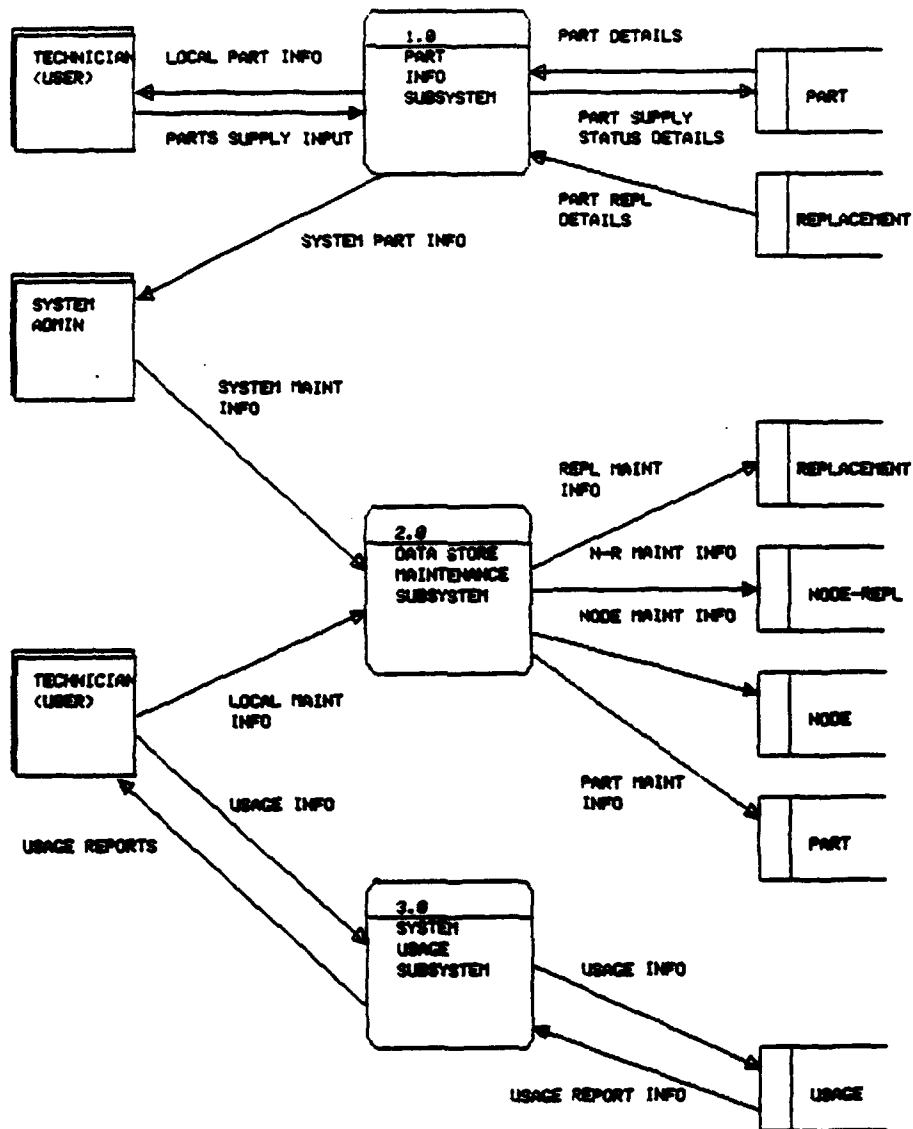 1.0
PART
INFO
SUBSYSTEM
TECHNICIAN
(USER)
LOCAL PART INFO
PARTS SUPPLY INPUT
PART DETAILS
PART SUPPLY
STATUS DETAILS
PART
PART REPL
DETAILS
REPLACEMENT
SYSTEM PART INFO
SYSTEM
ADMIN
SYSTEM MAINT
INFO
REPL MAINT
INFO
REPLACEMENT
2.0
DATA STORE
MAINTENANCE
SUBSYSTEM
N-R MAINT INFO
NODE-REPL
NODE MAINT INFO
NODE
TECHNICIAN
(USER)
LOCAL MAINT
INFO
PART MAINT
INFO
PART
USAGE INFO
USAGE REPORTS
3.0
SYSTEM
USAGE
SUBSYSTEM
USAGE INFO
USAGE REPORT INFO
USAGE